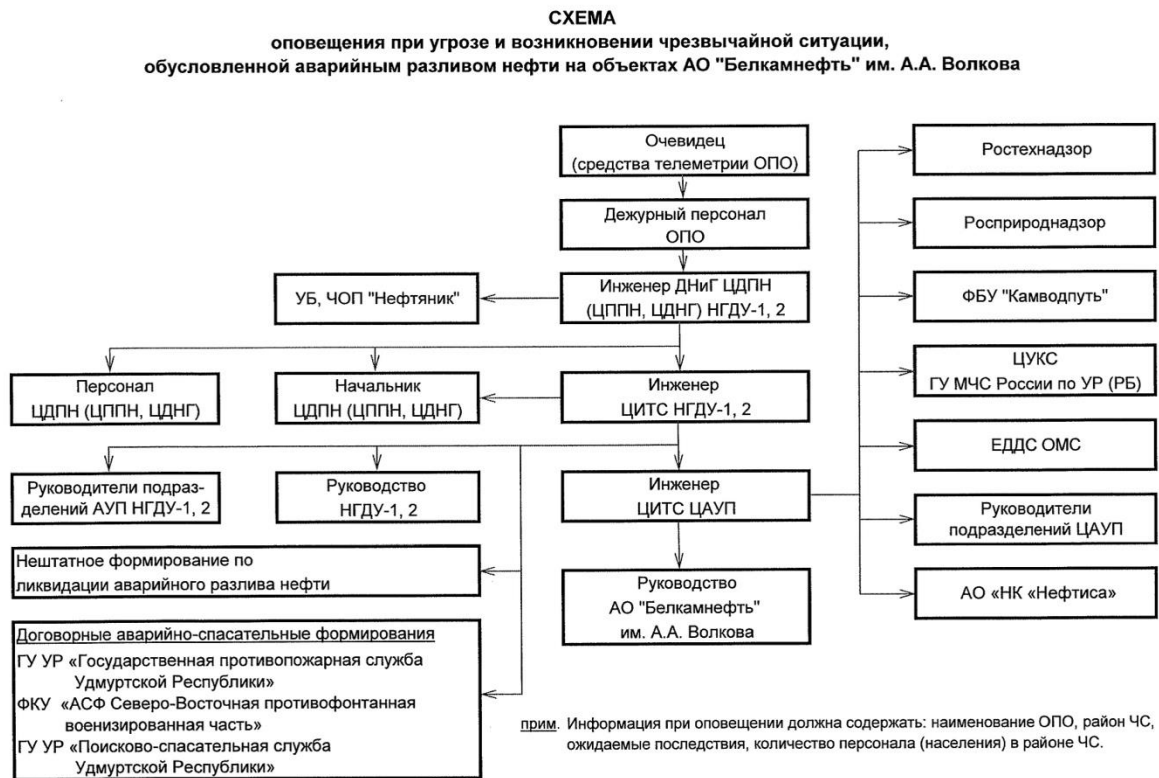 СХЕМА
оповещения при угрозе и возникновении чрезвычайной ситуации,
обусловленной аварийным разливом нефти на объектах АО "Белкамнефть" им. А.А. Волкова
Очевидец
(средства телеметрии ОПО)
Дежурный персонал
ОПО
УБ, ЧОП "Нефтяник"
Инженер ДНиГ ЦДПН
(ЦППН, ЦДНГ) НГДУ-1, 2
Персонал
ЦДПН (ЦППН, ЦДНГ)
Начальник
ЦДПН (ЦППН, ЦДНГ)
Инженер
ЦИТС НГДУ-1, 2
Руководители подраз-
делений АУП НГДУ-1, 2
Руководство
НГДУ-1, 2
Инженер
ЦИТС ЦАУП
Нештатное формирование по
ликвидации аварийного разлива нефти
Руководство
АО "Белкамнефть"
им. А.А. Волкова
Договорные аварийно-спасательные формирования
ГУ УР «Государственная противопожарная служба
Удмуртской Республики»
ФКУ «АСФ Северо-Восточная противофонтанная
военизированная часть»
ГУ УР «Поисково-спасательная служба
Удмуртской Республики»
Ростехнадзор
Росприроднадзор
ФБУ "Камводпуть"
ЦУКС
ГУ МЧС России по УР (РБ)
ЕДДС ОМС
Руководители
подразделений ЦАУП
АО «НК «Нефтиса»
прим. Информация при оповещении должна содержать: наименование ОПО, район ЧС,
ожидаемые последствия, количество персонала (населения) в районе ЧС.